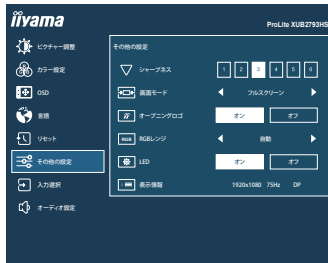 iiyama
ProLite XUB2793HS
ピクチャー調整
カラー設定
OSD
言語
リセット
その他の設定
入力選択
オーディオ設定
その他の設定
シャープネス 1 2 3 4 5 6
画面モード フルスクリーン
オープニングロゴ オン オフ
RGB RGBレンジ 自動
LED オン オフ
表示情報 1920x1080 75Hz DP